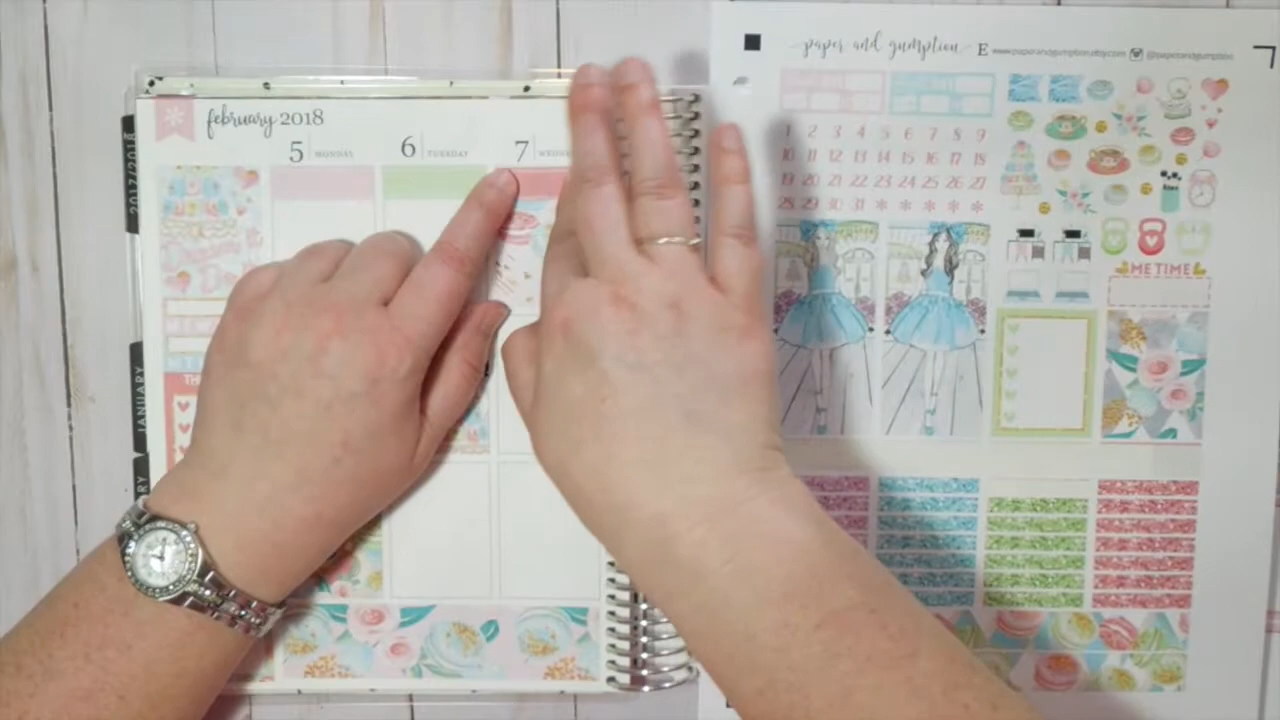 paper and gumption E www.paperandgumption.etsy.com @paperandgumption
february 2018
5 MONDAY 6 TUESDAY 7
2017/2018
JANUARY
1 2 3 4 5 6 7 8 9
10 11 12 13 14 15 16 17 18
19 20 21 22 23 24 25 26 27
28 29 30 31 * * * * *
ME TIME